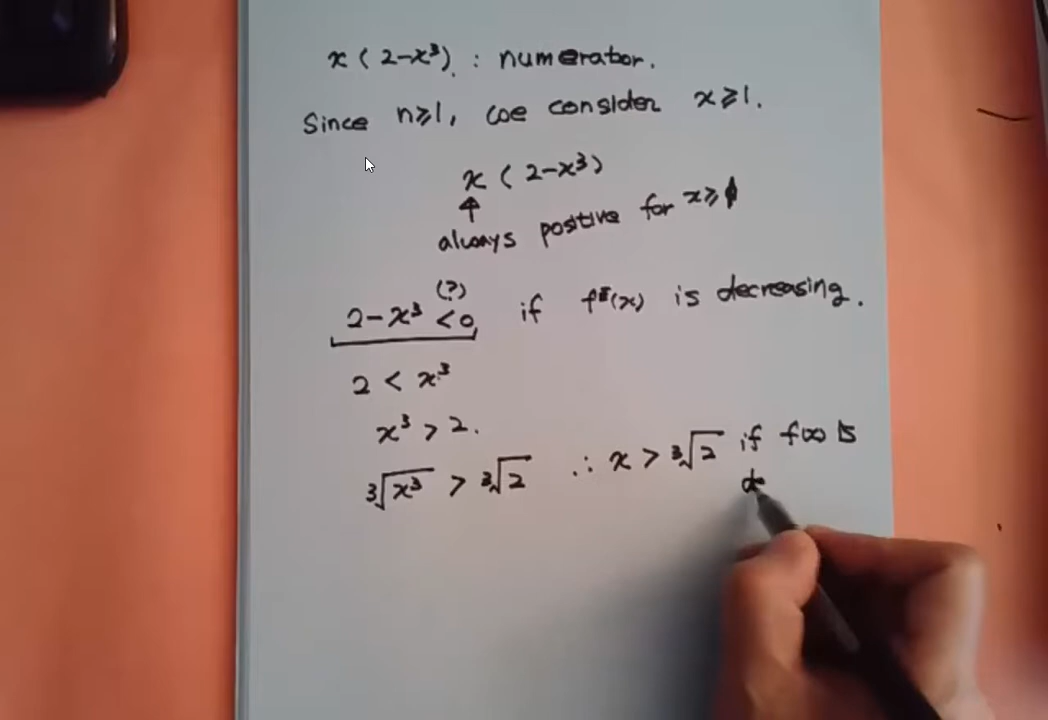 x(2-x³) : numerator.
Since n≥1, we consider x≥1.
x(2-x³)
↑
always positive for x≥1
(?)
2-x³ <0 if f(x) is decreasing.
2 < x³
x³ > 2.
∛x³ > ∛2 ∴ x > ∛2 if f(x) is
de